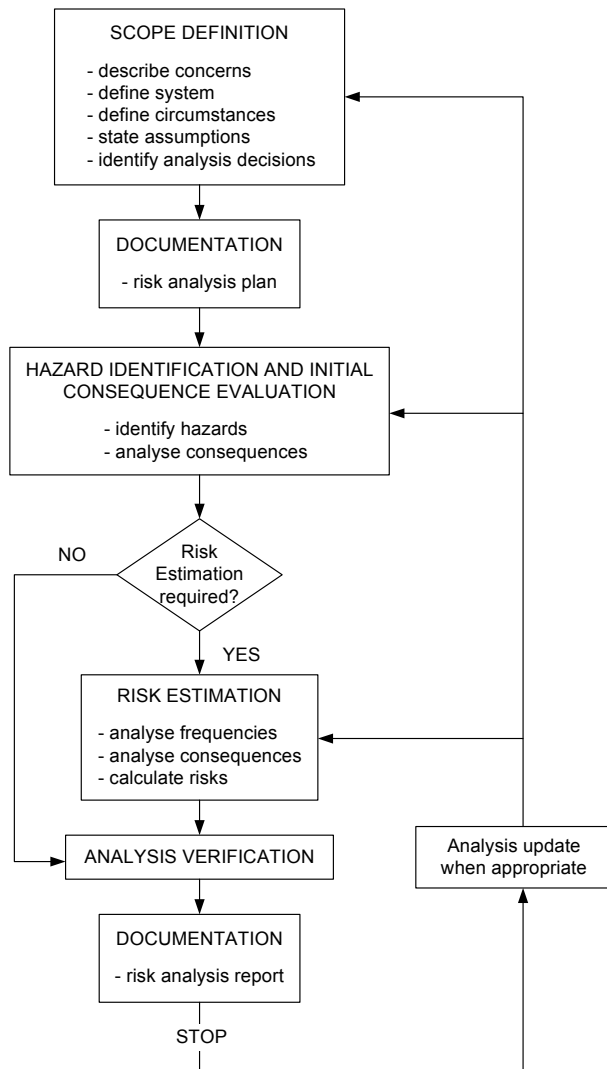 SCOPE DEFINITION
- describe concerns
- define system
- define circumstances
- state assumptions
- identify analysis decisions
DOCUMENTATION
- risk analysis plan
HAZARD IDENTIFICATION AND INITIAL
CONSEQUENCE EVALUATION
- identify hazards
- analyse consequences
NO
Risk
Estimation
required?
YES
RISK ESTIMATION
- analyse frequencies
- analyse consequences
- calculate risks
ANALYSIS VERIFICATION
Analysis update
when appropriate
DOCUMENTATION
- risk analysis report
STOP